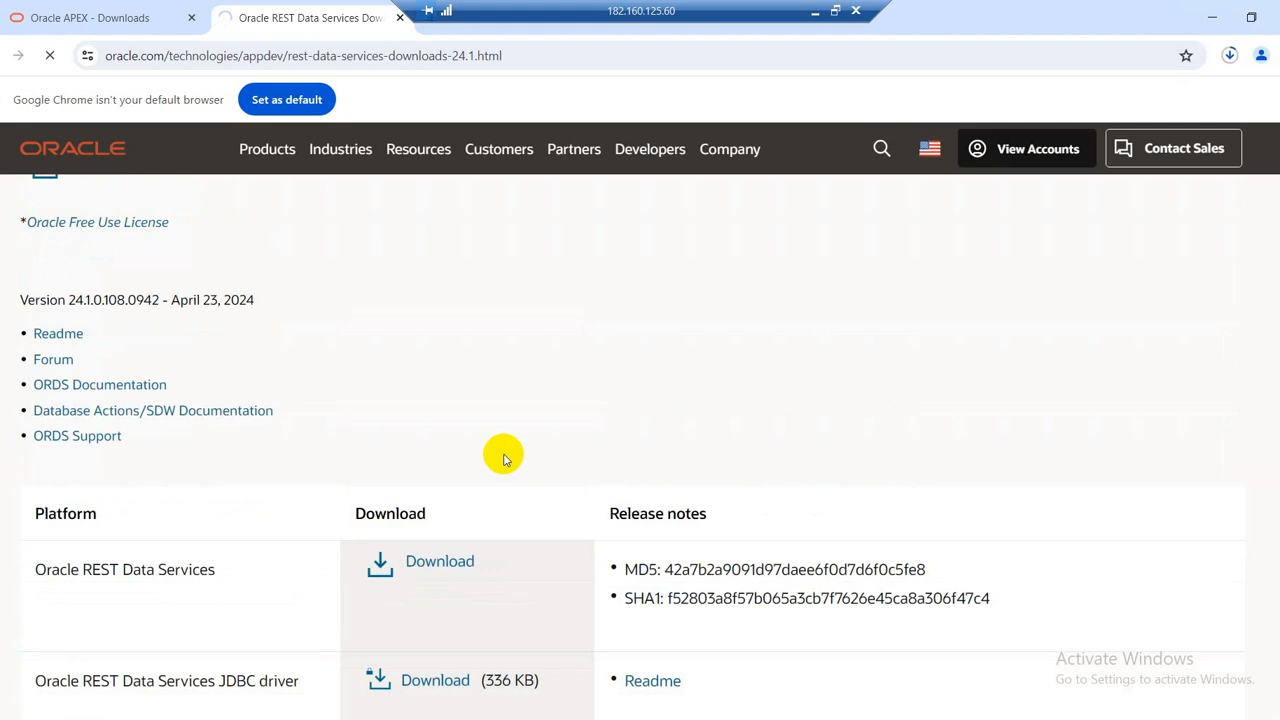 Oracle APEX - Downloads
Oracle REST Data Services Dow
182.160.125.60
oracle.com/technologies/appdev/rest-data-services-downloads-24.1.html
Google Chrome isn't your default browser
Set as default
ORACLE
Products
Industries
Resources
Customers
Partners
Developers
Company
View Accounts
Contact Sales
*Oracle Free Use License
Version 24.1.0.108.0942 - April 23, 2024
• Readme
• Forum
• ORDS Documentation
• Database Actions/SDW Documentation
• ORDS Support
Platform
Download
Release notes
Oracle REST Data Services
Download
• MD5: 42a7b2a9091d97daee6f0d7d6f0c5fe8
• SHA1: f52803a8f57b065a3cb7f7626e45ca8a306f47c4
Oracle REST Data Services JDBC driver
Download (336 KB)
• Readme
Activate Windows
Go to Settings to activate Windows.